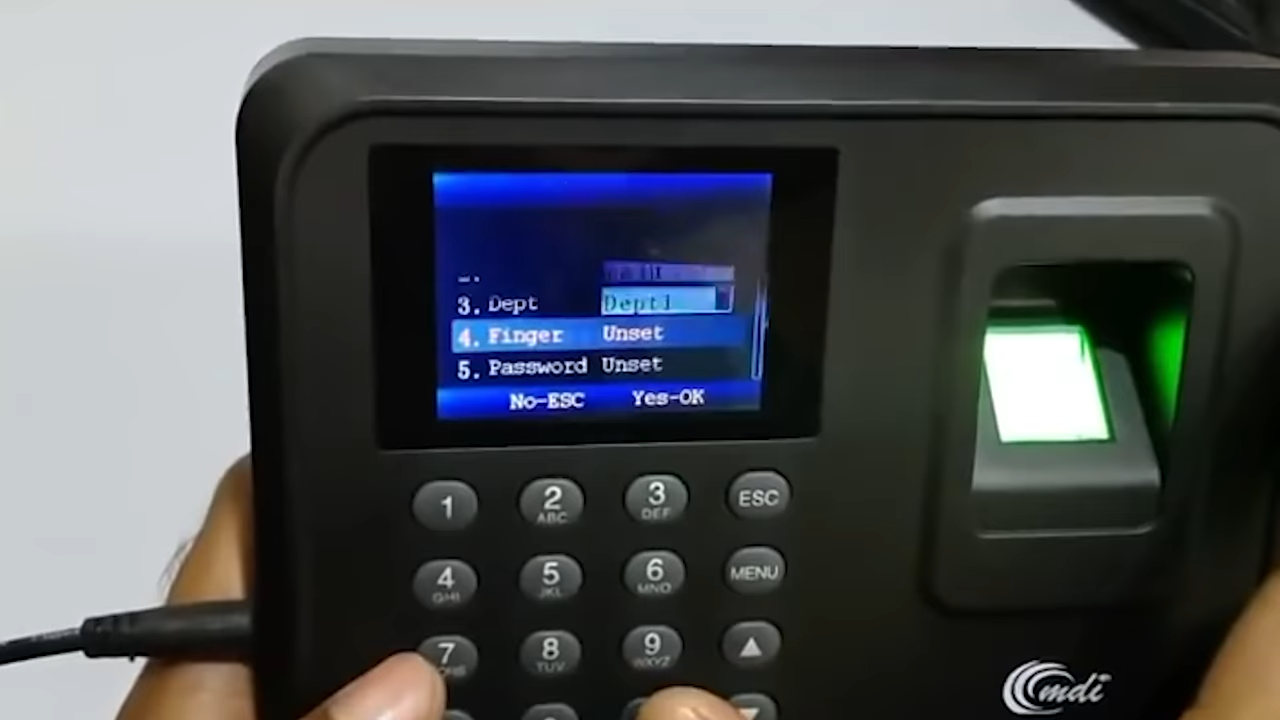 3. Dept Dept1
4. Finger Unset
5. Password Unset
No-ESC Yes-OK
1 2 3 ESC
ABC DEF
4 5 6 MENU
GHI JKL MNO
7 8 9
TUV WXYZ
mdi